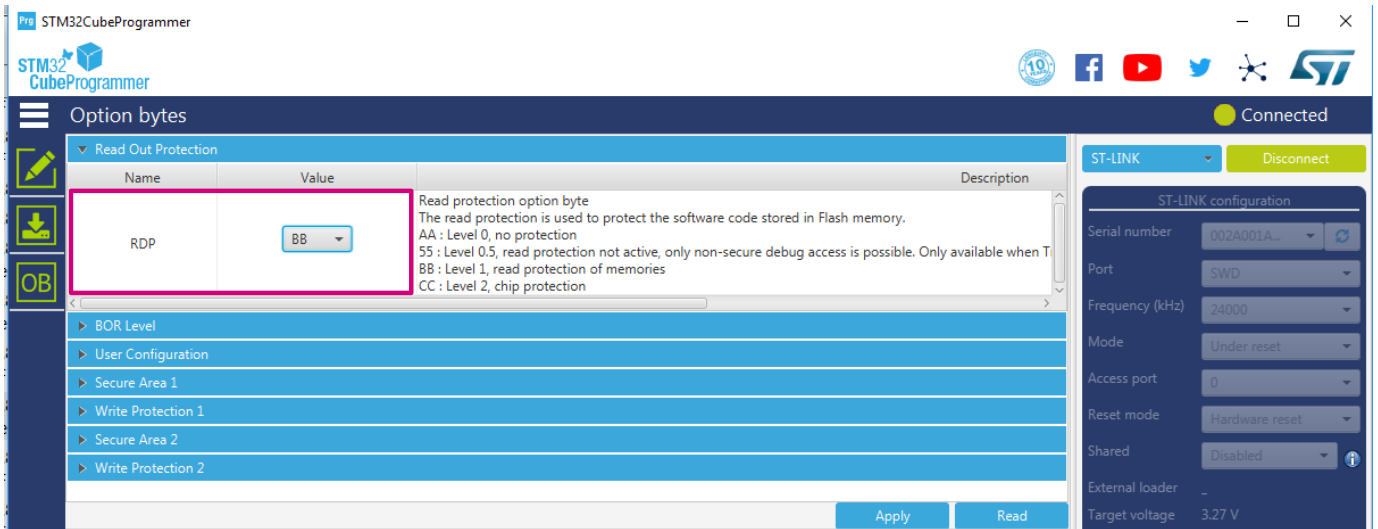 Prg STM32CubeProgrammer
STM32
CubeProgrammer
10
ST
Option bytes
Connected
Read Out Protection
Name Value Description
RDP
BB
Read protection option byte
The read protection is used to protect the software code stored in Flash memory.
AA : Level 0, no protection
55 : Level 0.5, read protection not active, only non-secure debug access is possible. Only available when T
BB : Level 1, read protection of memories
CC : Level 2, chip protection
OB
BOR Level
User Configuration
Secure Area 1
Write Protection 1
Secure Area 2
Write Protection 2
Apply Read
ST-LINK Disconnect
ST-LINK configuration
Serial number 002A001A...
Port SWD
Frequency (kHz) 24000
Mode Under reset
Access port 0
Reset mode Hardware reset
Shared Disabled
External loader _
Target voltage 3.27 V